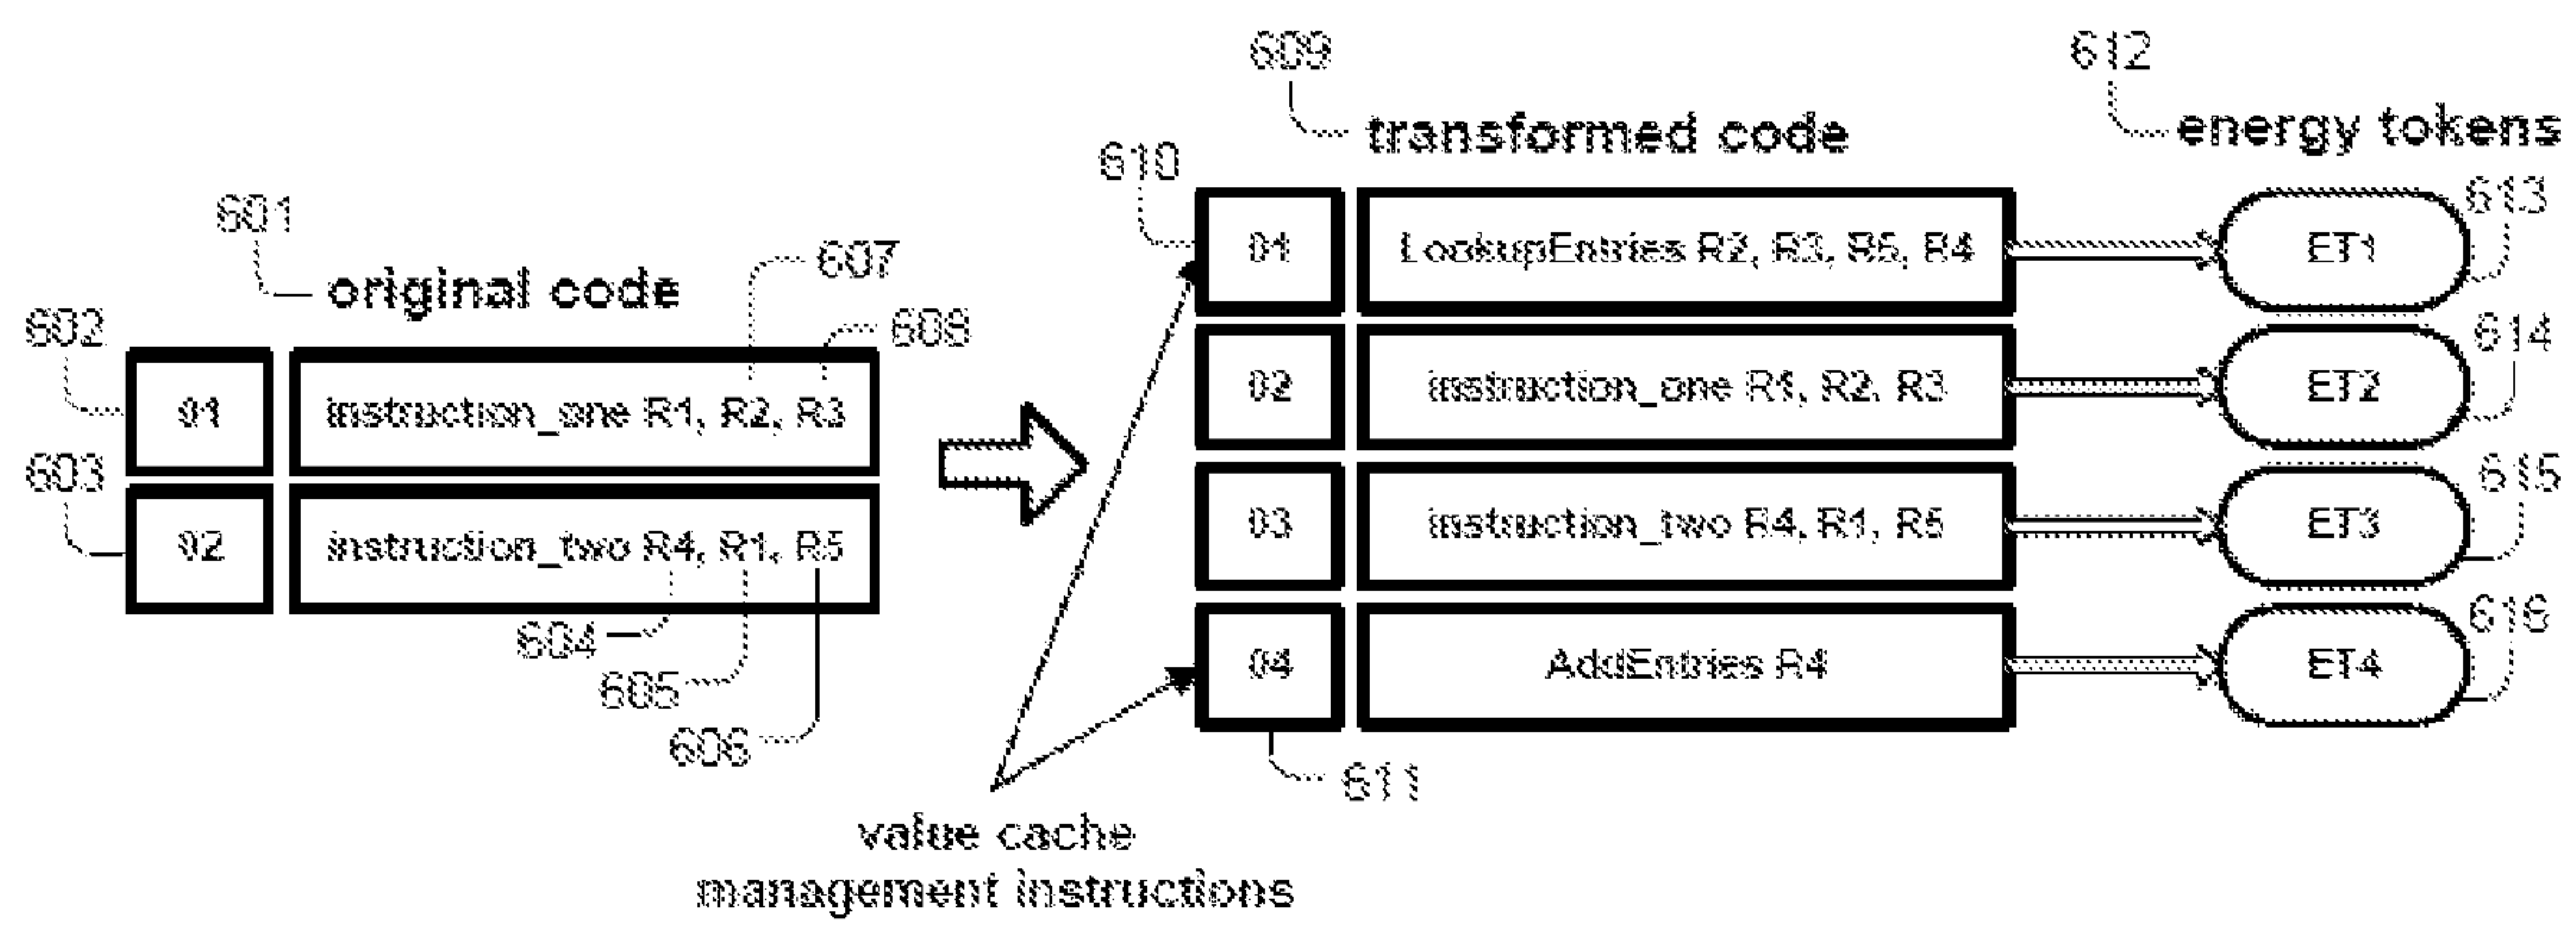 609
612
transformed code
energy tokens
610
613
601
01 LookupEntries R2, R3, R5, R4
ET1
607
original code
608
602
614
02 instruction_one R1, R2, R3
ET2
01 instruction_one R1, R2, R3
603
615
03 instruction_two R4, R1, R5
ET3
02 instruction_two R4, R1, R5
604
616
04 AddEntries R4
ET4
605
606
611
value cache
management instructions